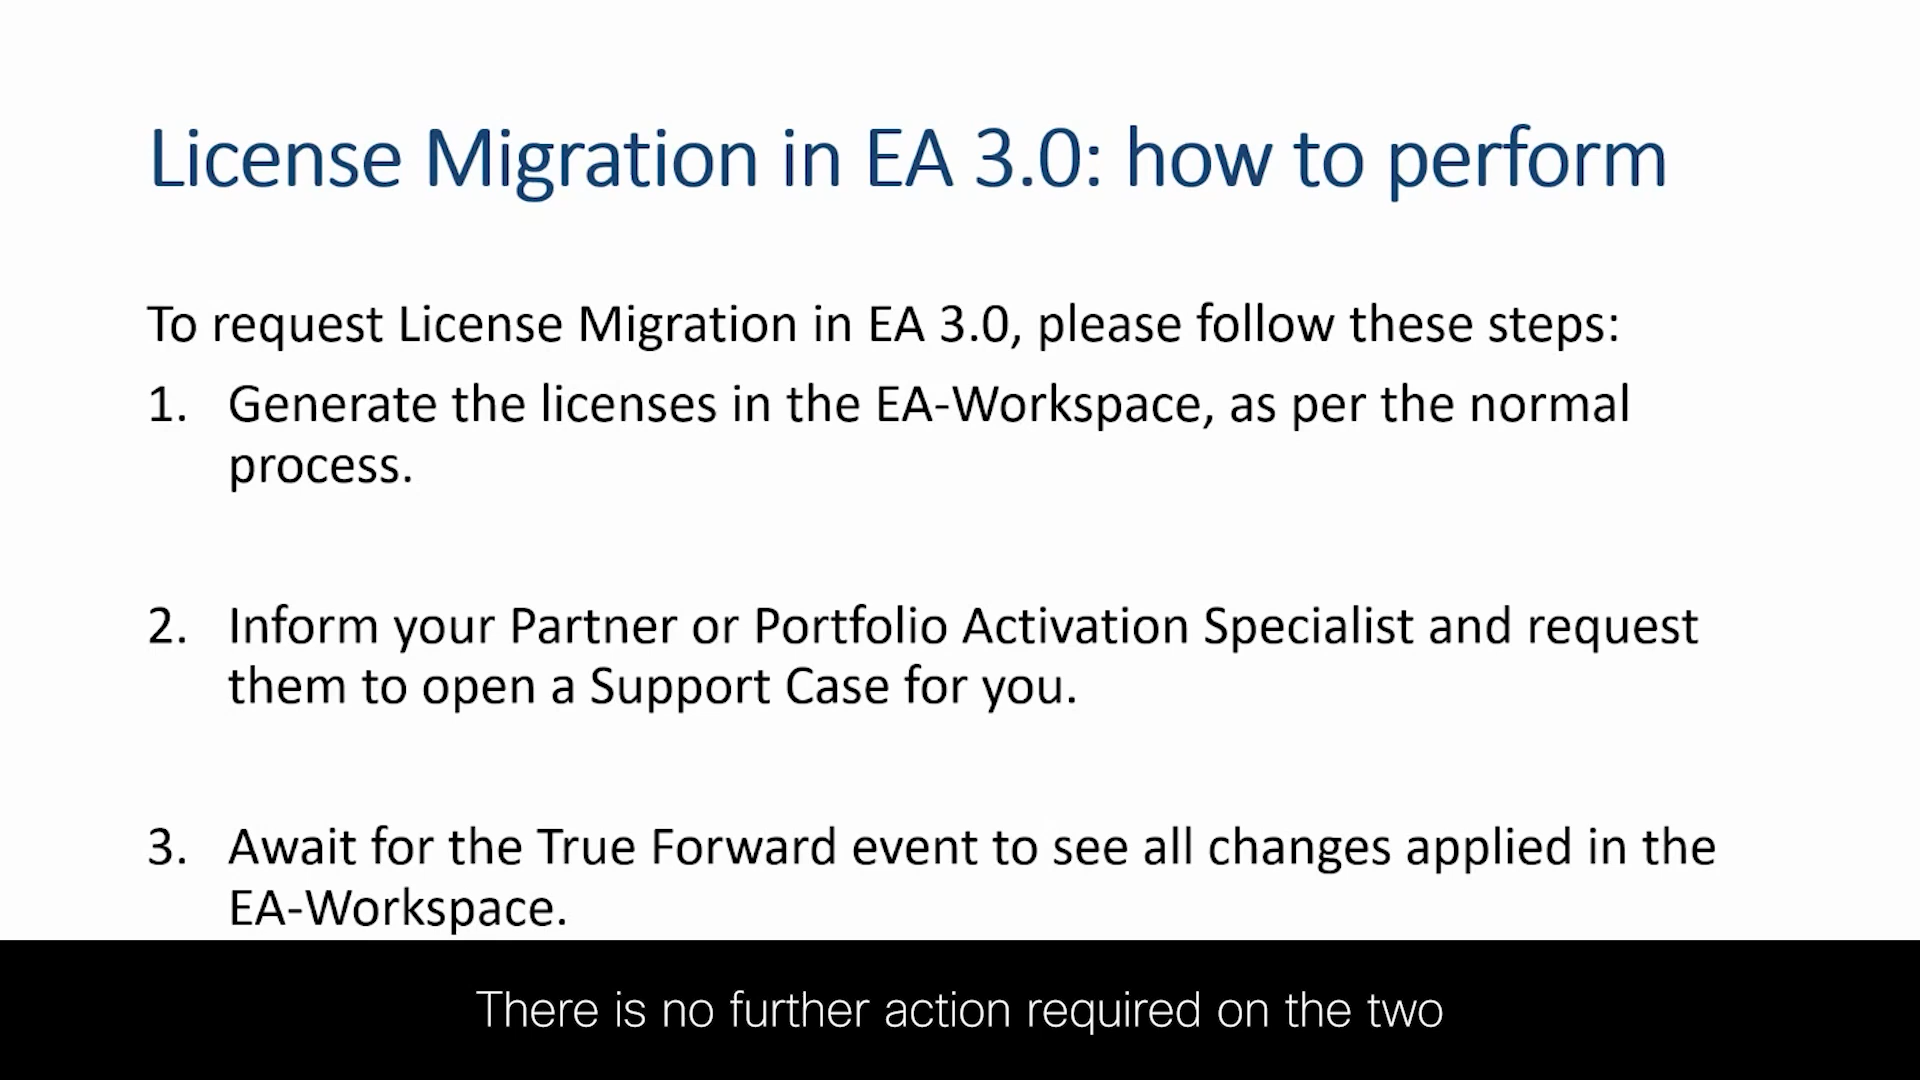 License Migration in EA 3.0: how to perform
To request License Migration in EA 3.0, please follow these steps:
1. Generate the licenses in the EA-Workspace, as per the normal
process.
2. Inform your Partner or Portfolio Activation Specialist and request
them to open a Support Case for you.
3. Await for the True Forward event to see all changes applied in the
EA-Workspace.
There is no further action required on the two